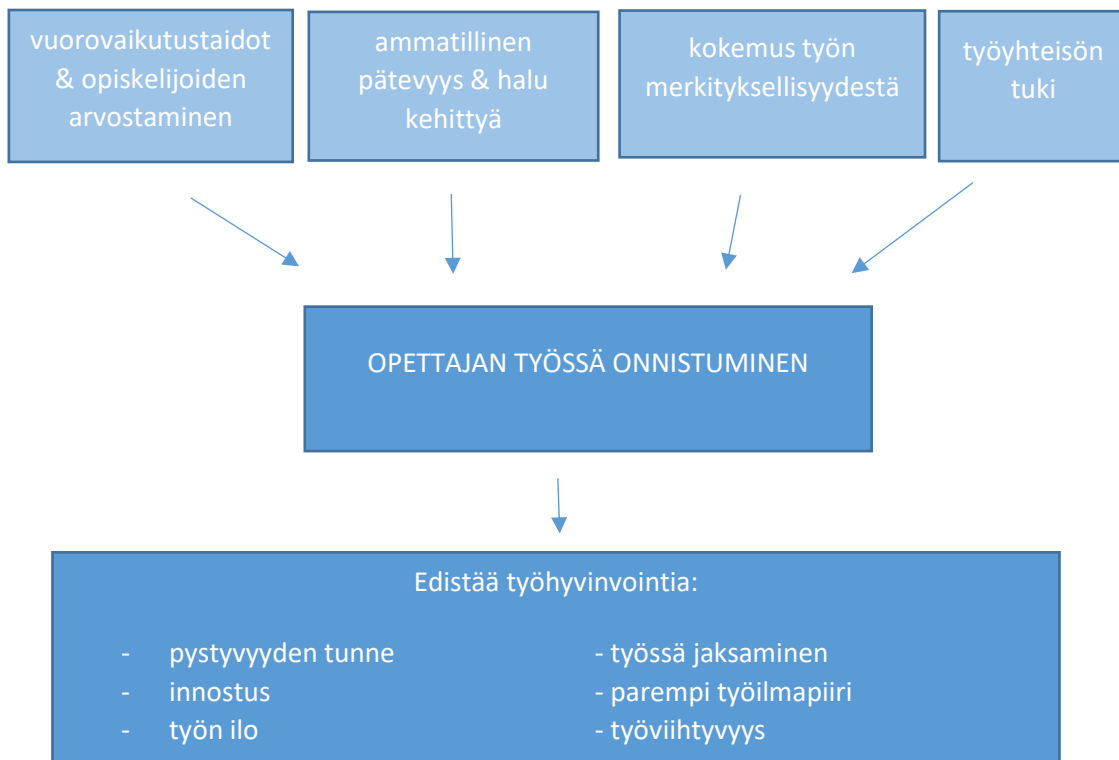 vuorovaikutustaidot
& opiskelijoiden
arvostaminen
ammatillinen
pätevyys & halu
kehittyä
kokemus työn
merkityksellisyydestä
työyhteisön
tuki
OPETTAJAN TYÖSSÄ ONNISTUMINEN
Edistää työhyvinvointia:
- pystyvyyden tunne
- innostus
- työn ilo
- työssä jaksaminen
- parempi työilmapiiri
- työviihtyvyys